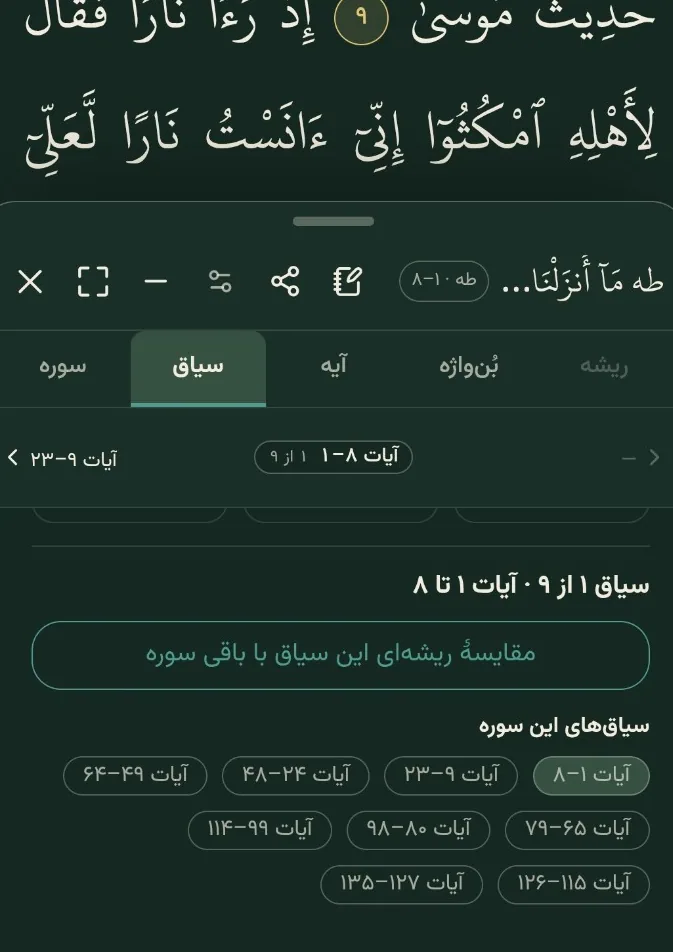 حَدِيثُ مُوسَىٰ ٩ إِذْ رَءَا نَارًا فَقَالَ
لِأَهْلِهِ ٱمْكُثُوٓا۟ إِنِّىٓ ءَانَسْتُ نَارًا لَّعَلِّىٓ
طه مَآ أَنزَلْنَا... طه ۱۰–۸
ریشه بُن‌واژه آیه سیاق سوره
– آیات ۸–۱ ۱ از ۹ آیات ۹–۲۳
سیاق ۱ از ۹ · آیات ۱ تا ۸
مقایسهٔ ریشه‌ای این سیاق با باقی سوره
سیاق‌های این سوره
آیات ۱–۸ آیات ۹–۲۳ آیات ۲۴–۴۸ آیات ۴۹–۶۴
آیات ۶۵–۷۹ آیات ۸۰–۹۸ آیات ۹۹–۱۱۴
آیات ۱۱۵–۱۲۶ آیات ۱۲۷–۱۳۵